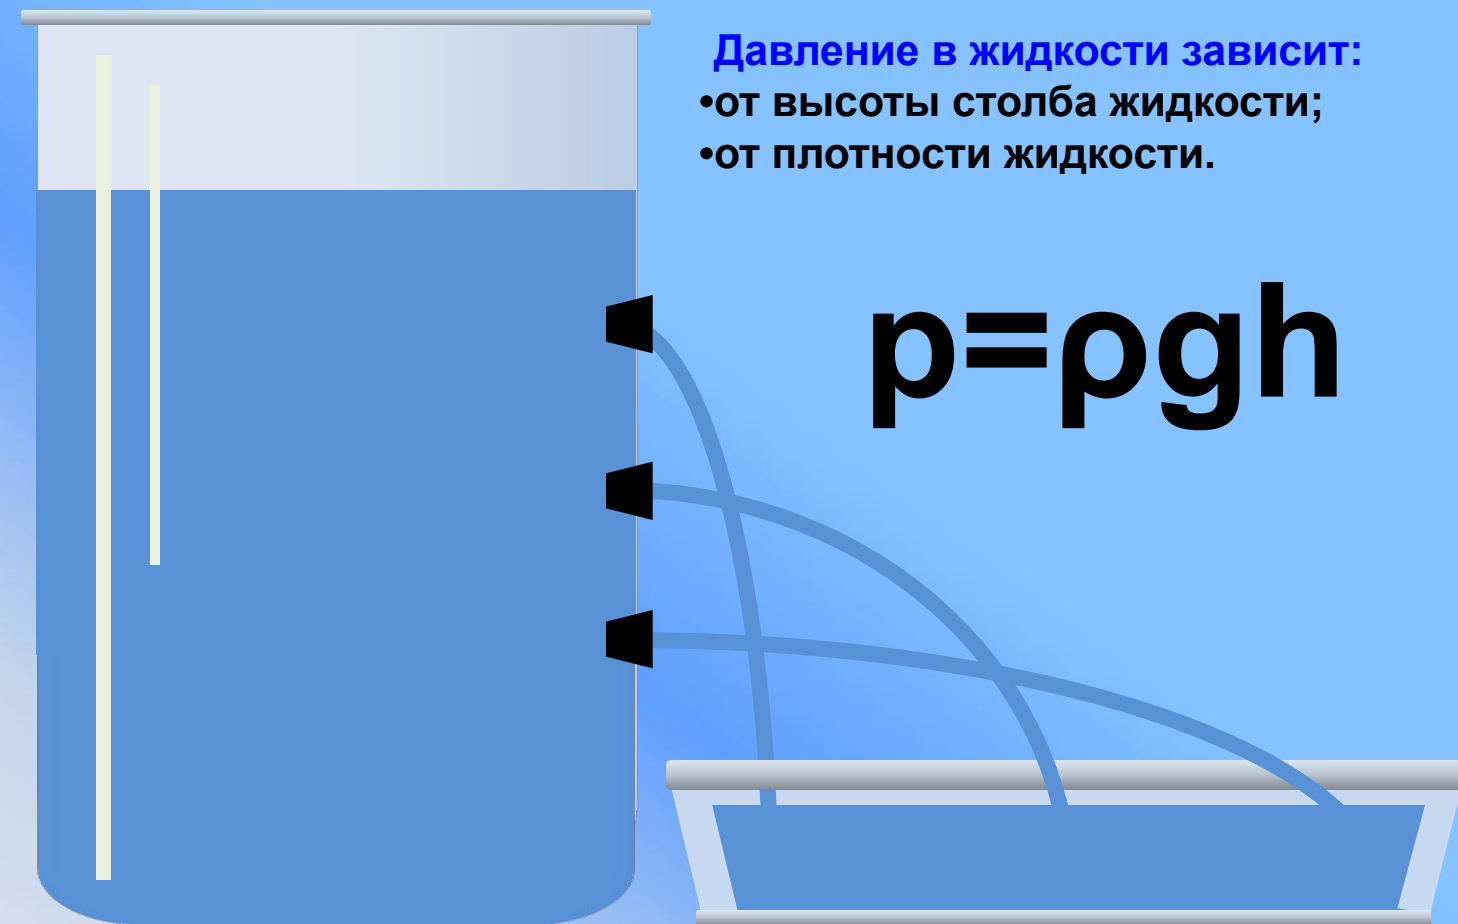 Давление в жидкости зависит:
•от высоты столба жидкости;
•от плотности жидкости.
p=ρgh